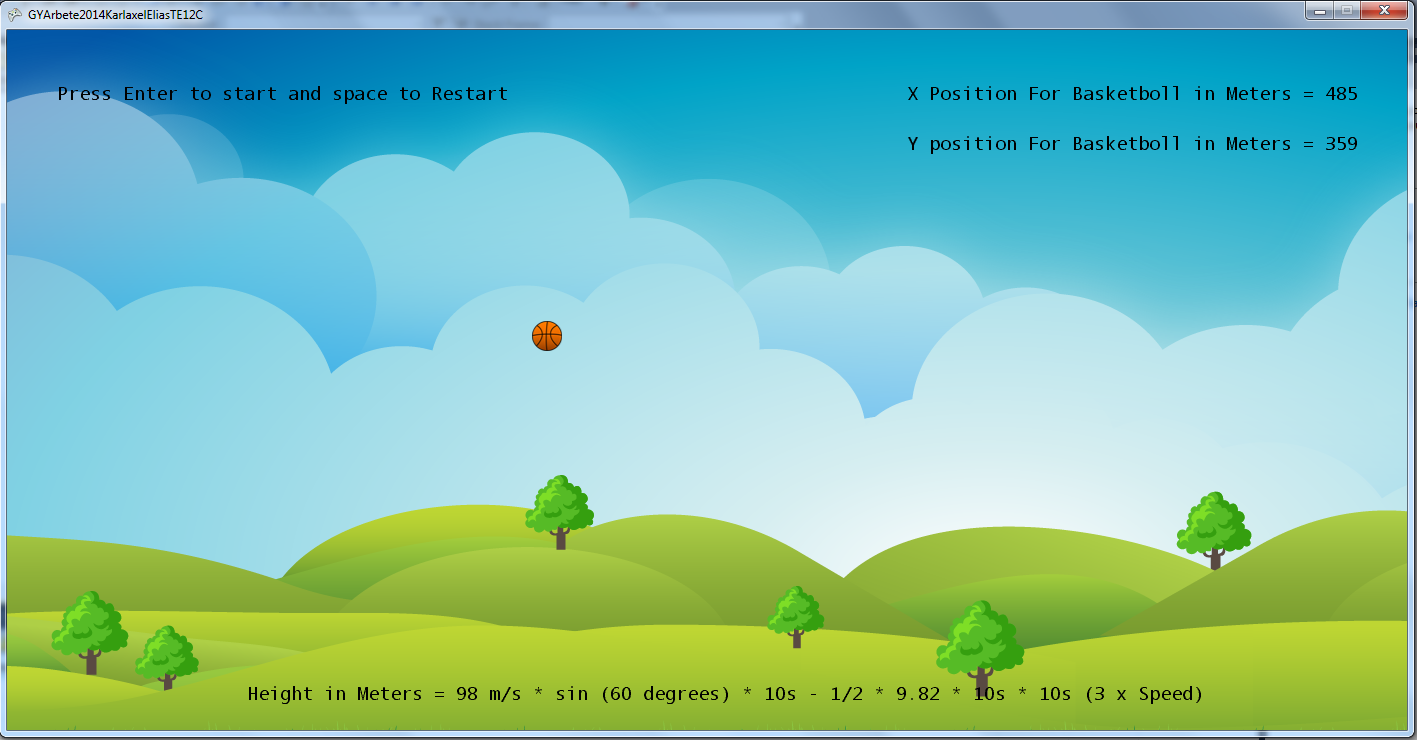 GYArbete2014KarlaxelEliasTE12C
Press Enter to start and space to Restart
X Position For Basketboll in Meters = 485
Y position For Basketboll in Meters = 359
Height in Meters = 98 m/s * sin (60 degrees) * 10s - 1/2 * 9.82 * 10s * 10s (3 x Speed)